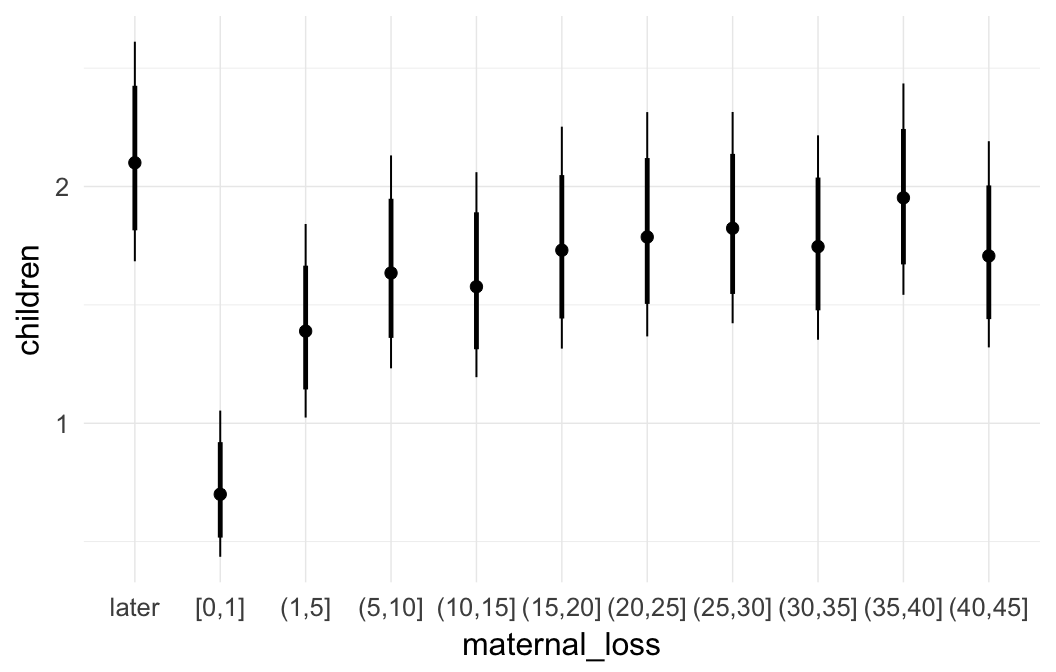 children
2
1
later [0,1] (1,5] (5,10] (10,15] (15,20] (20,25] (25,30] (30,35] (35,40] (40,45]
maternal_loss